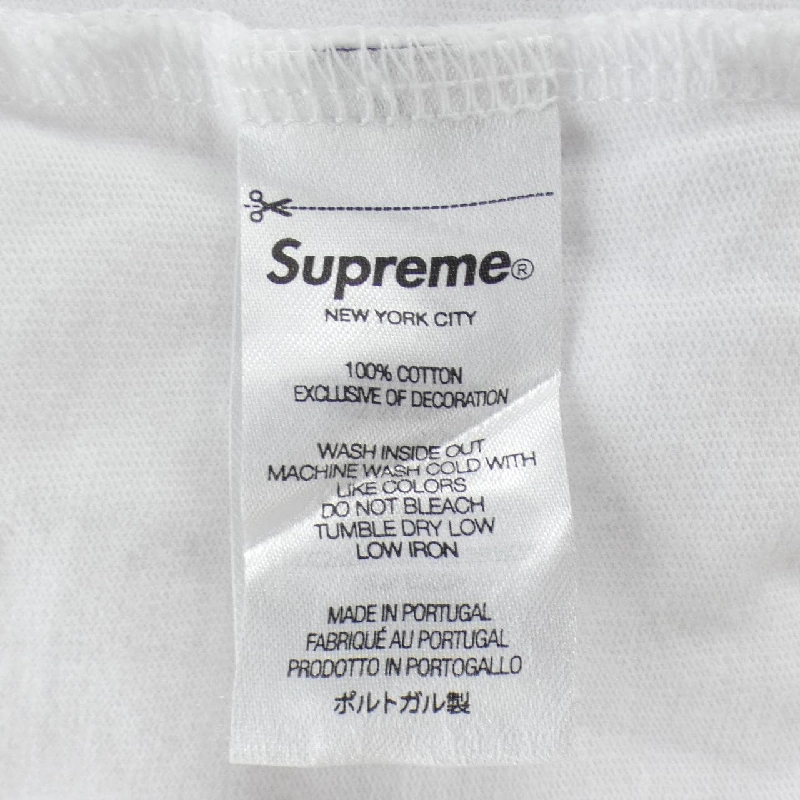 Supreme®
NEW YORK CITY
100% COTTON
EXCLUSIVE OF DECORATION
WASH INSIDE OUT
MACHINE WASH COLD WITH
LIKE COLORS
DO NOT BLEACH
TUMBLE DRY LOW
LOW IRON
MADE IN PORTUGAL
FABRIQUÉ AU PORTUGAL
PRODOTTO IN PORTOGALLO
ポルトガル製